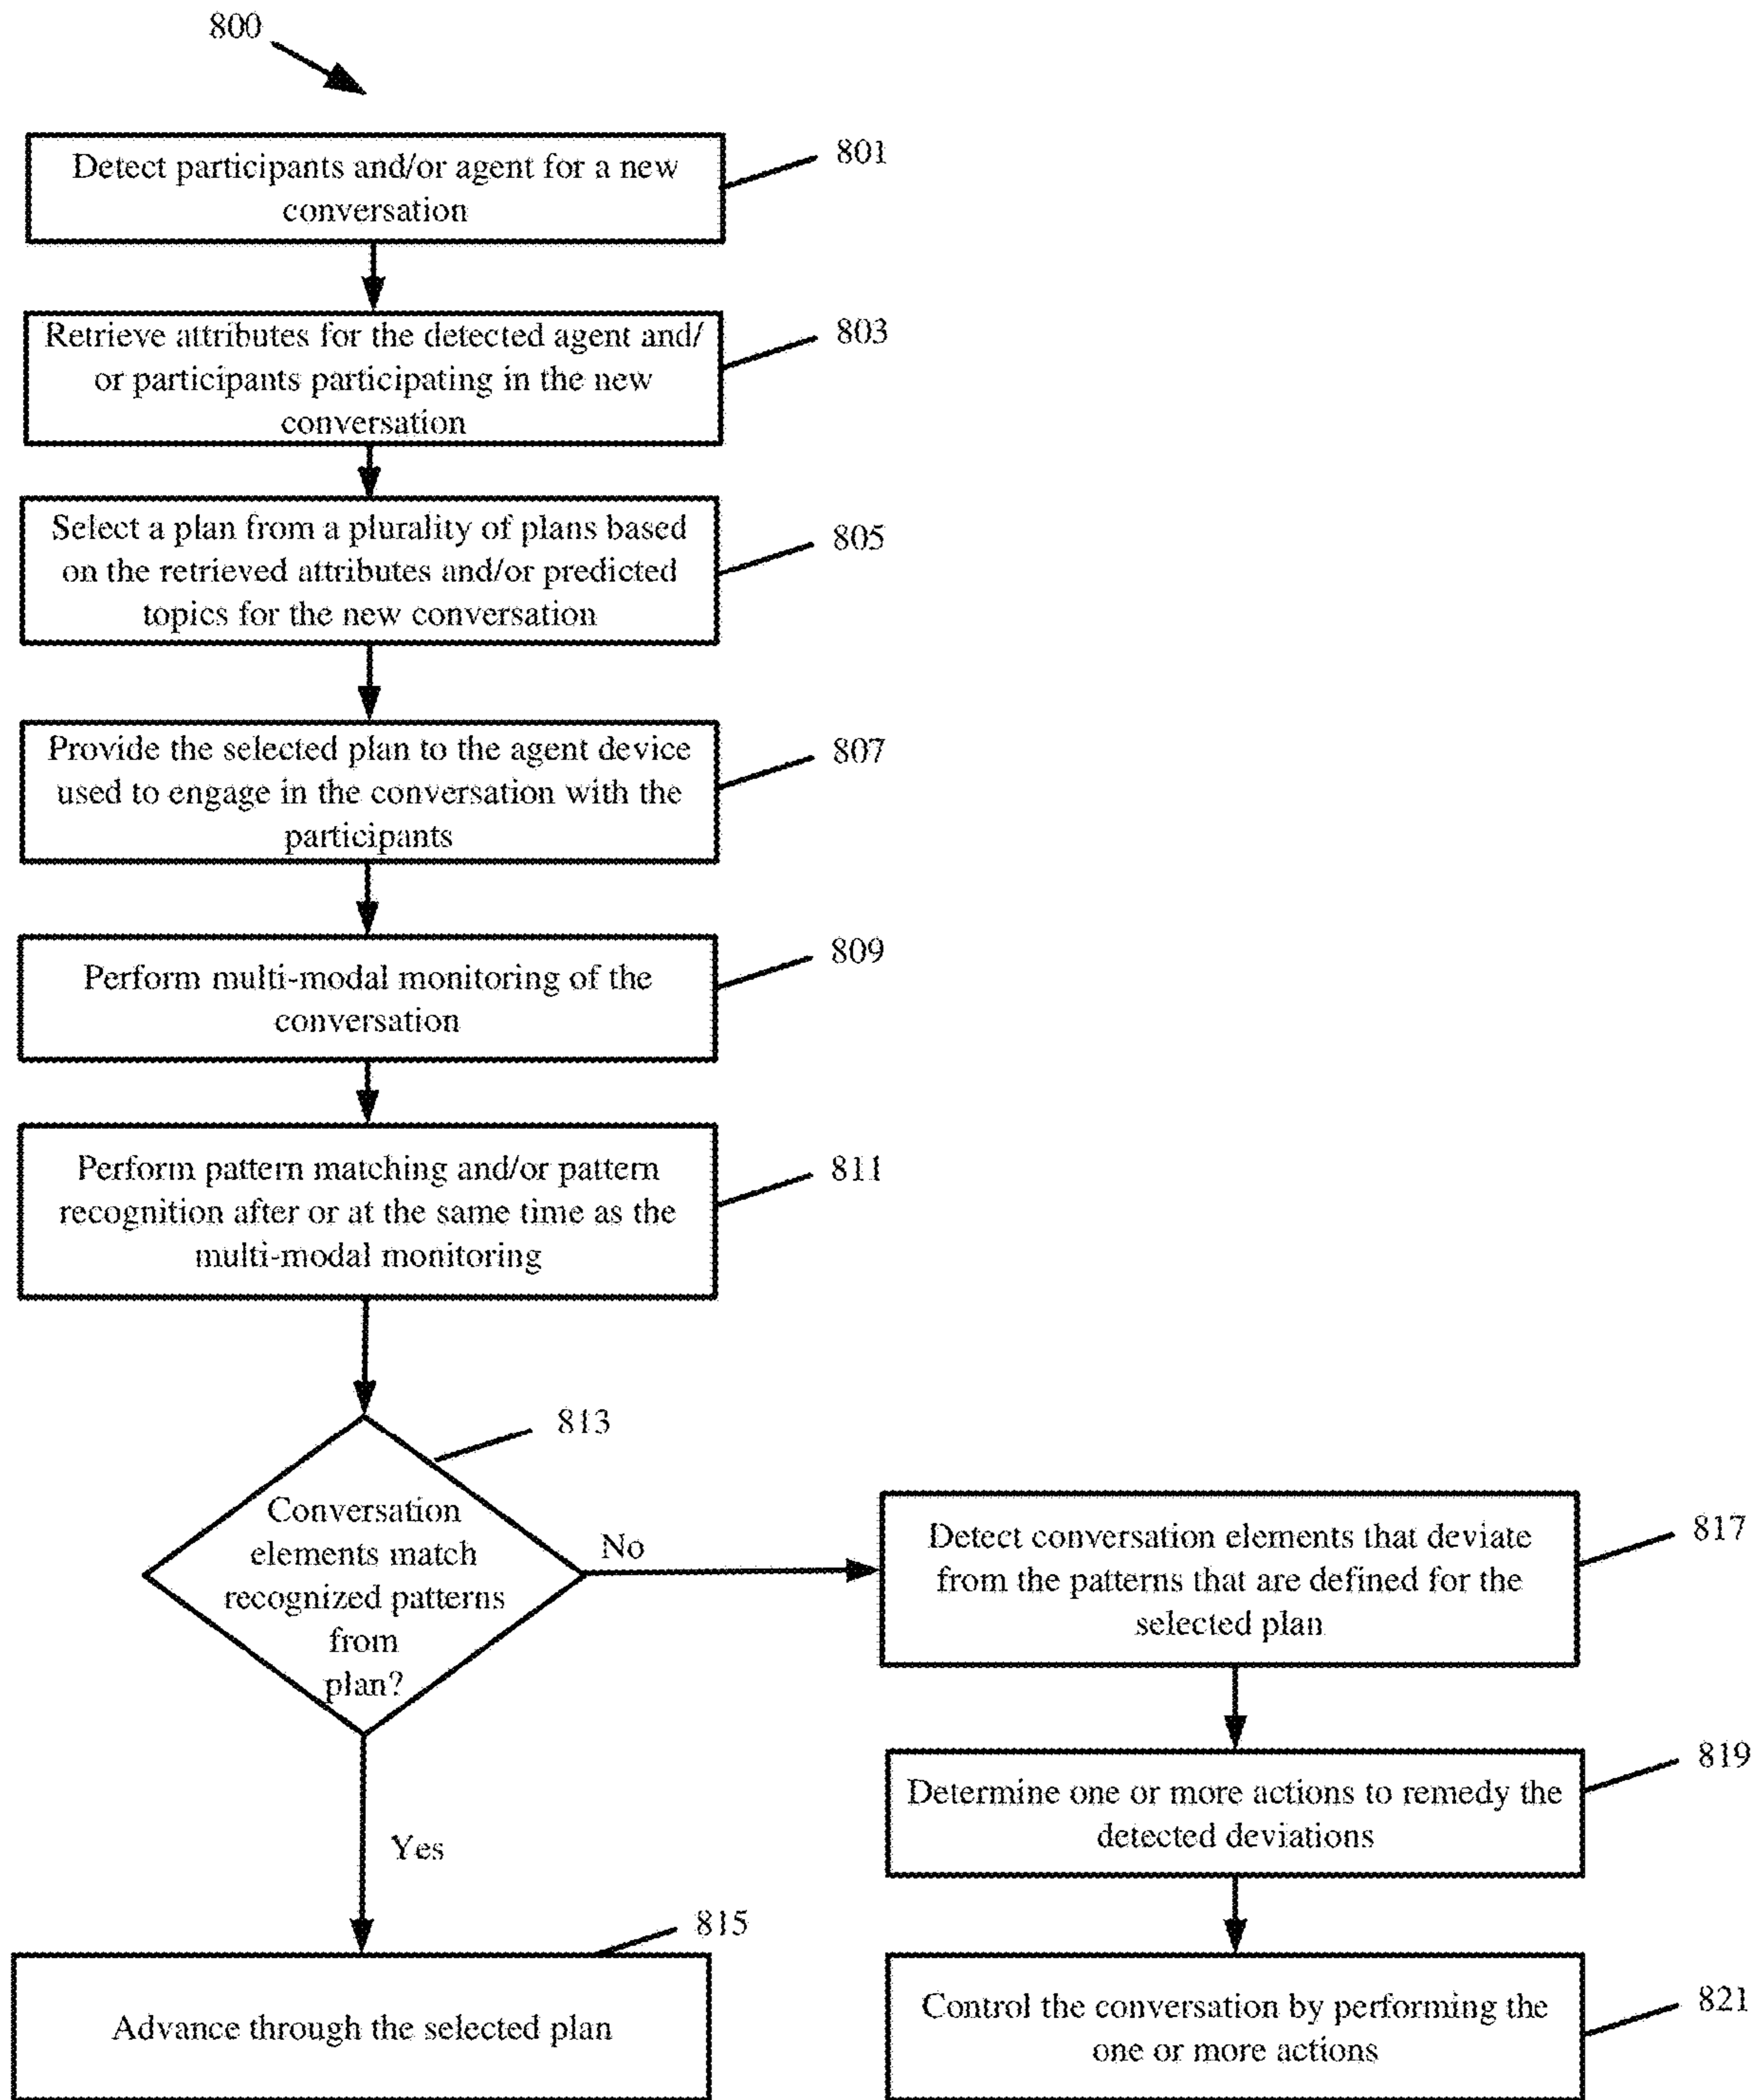 800
Detect participants and/or agent for a new
conversation
801
Retrieve attributes for the detected agent and/
or participants participating in the new
conversation
803
Select a plan from a plurality of plans based
on the retrieved attributes and/or predicted
topics for the new conversation
805
Provide the selected plan to the agent device
used to engage in the conversation with the
participants
807
Perform multi-modal monitoring of the
conversation
809
Perform pattern matching and/or pattern
recognition after or at the same time as the
multi-modal monitoring
811
813
Conversation
elements match
recognized patterns
from
plan?
No
Detect conversation elements that deviate
from the patterns that are defined for the
selected plan
817
Determine one or more actions to remedy the
detected deviations
819
Yes
815
Advance through the selected plan
Control the conversation by performing the
one or more actions
821